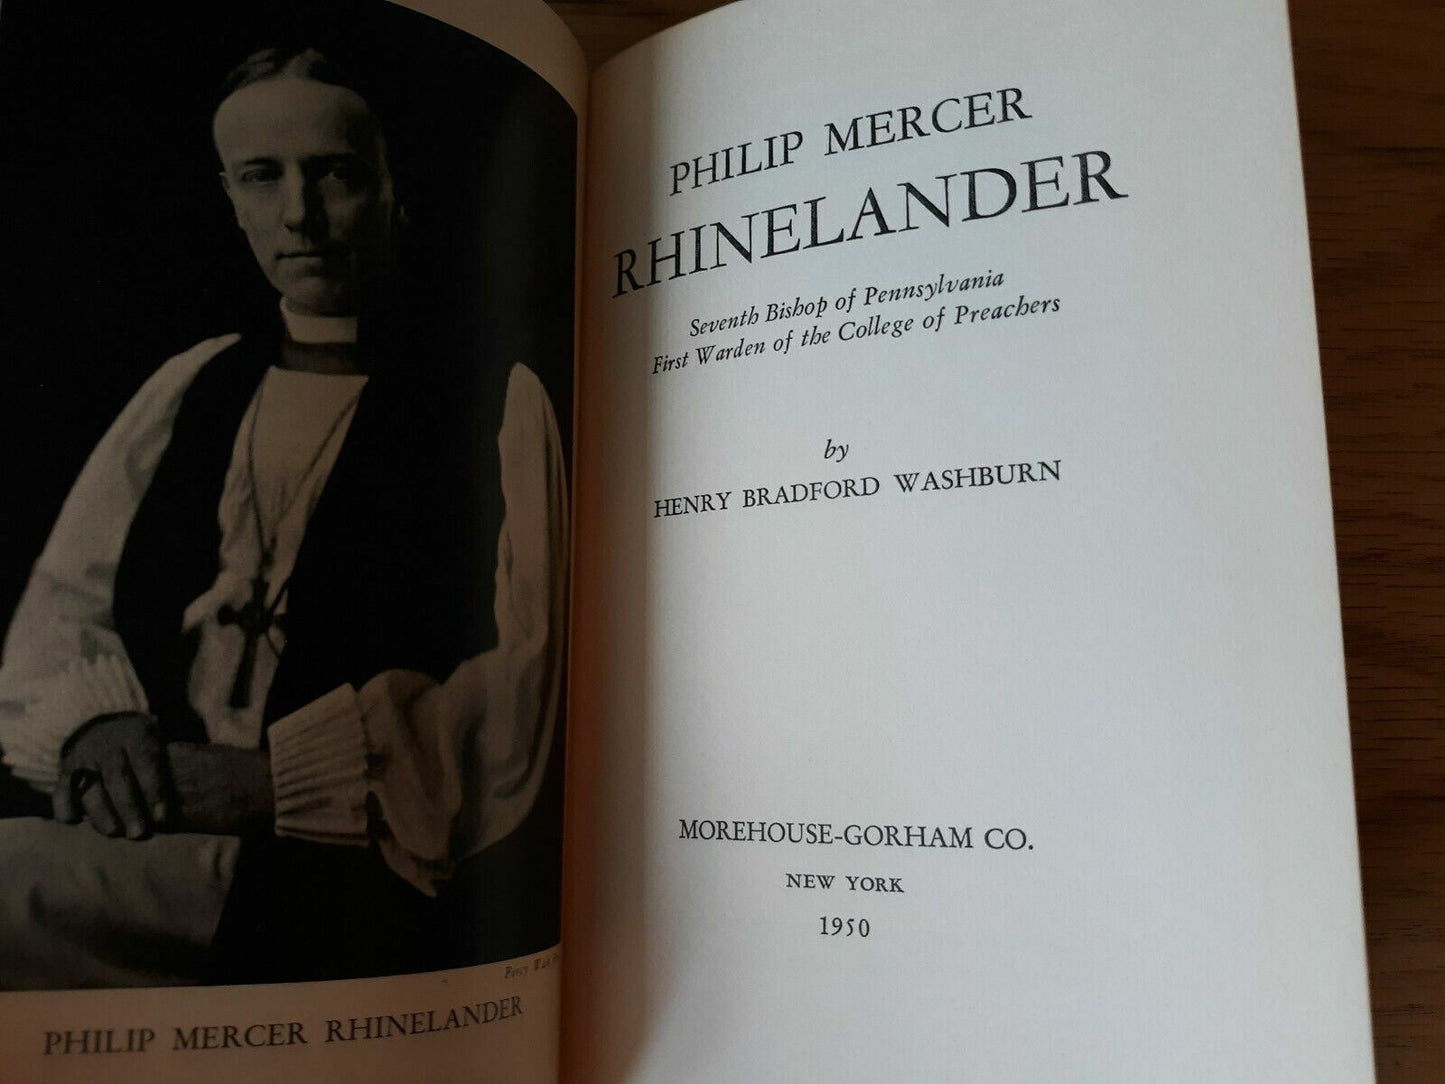 Percy
PHILIP MERCER RHINELANDER
PHILIP MERCER
RHINELANDER
Seventh Bishop of Pennsylvania
First Warden of the College of Preachers
by
HENRY BRADFORD WASHBURN
MOREHOUSE-GORHAM CO.
NEW YORK
1950